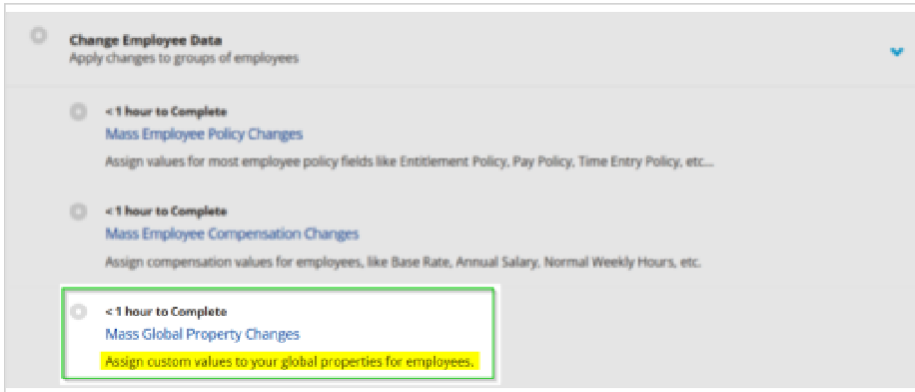 Change Employee Data
Apply changes to groups of employees
< 1 hour to Complete
Mass Employee Policy Changes
Assign values for most employee policy fields like Entitlement Policy, Pay Policy, Time Entry Policy, etc...
< 1 hour to Complete
Mass Employee Compensation Changes
Assign compensation values for employees, like Base Rate, Annual Salary, Normal Weekly Hours, etc.
< 1 hour to Complete
Mass Global Property Changes
Assign custom values to your global properties for employees.